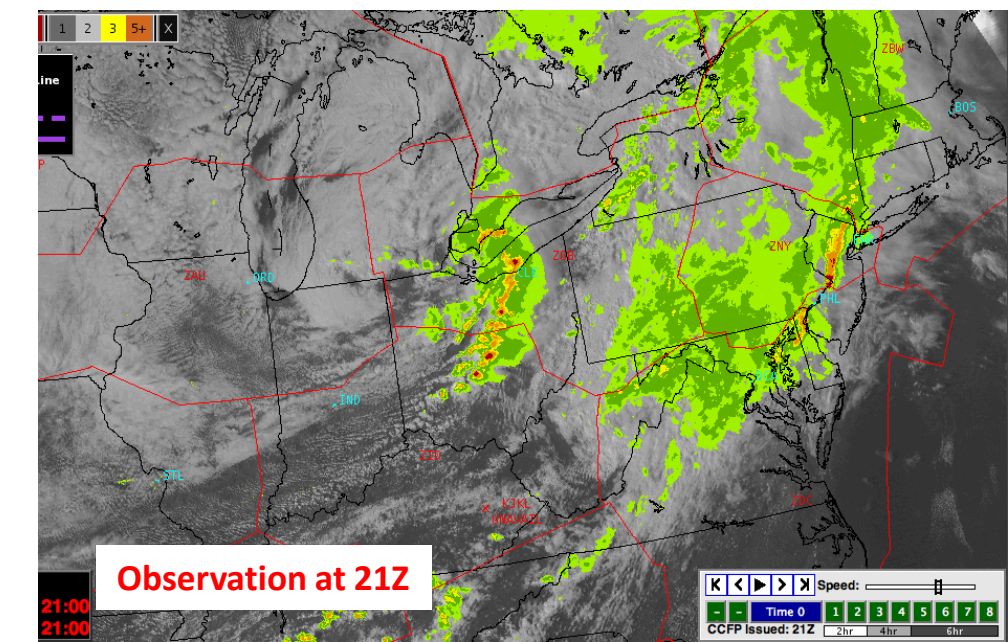 1 2 3 5+ X
ine
P
ZBW
BOS
ZAU
ORD
ZOB
CLE
ZNY
PHL
IND
STL
ZID
ZDC
Observation at 21Z
21:00
21:00
Speed:
- - Time 0 1 2 3 4 5 6 7 8
CCFP Issued: 21Z 2hr 4hr 6hr